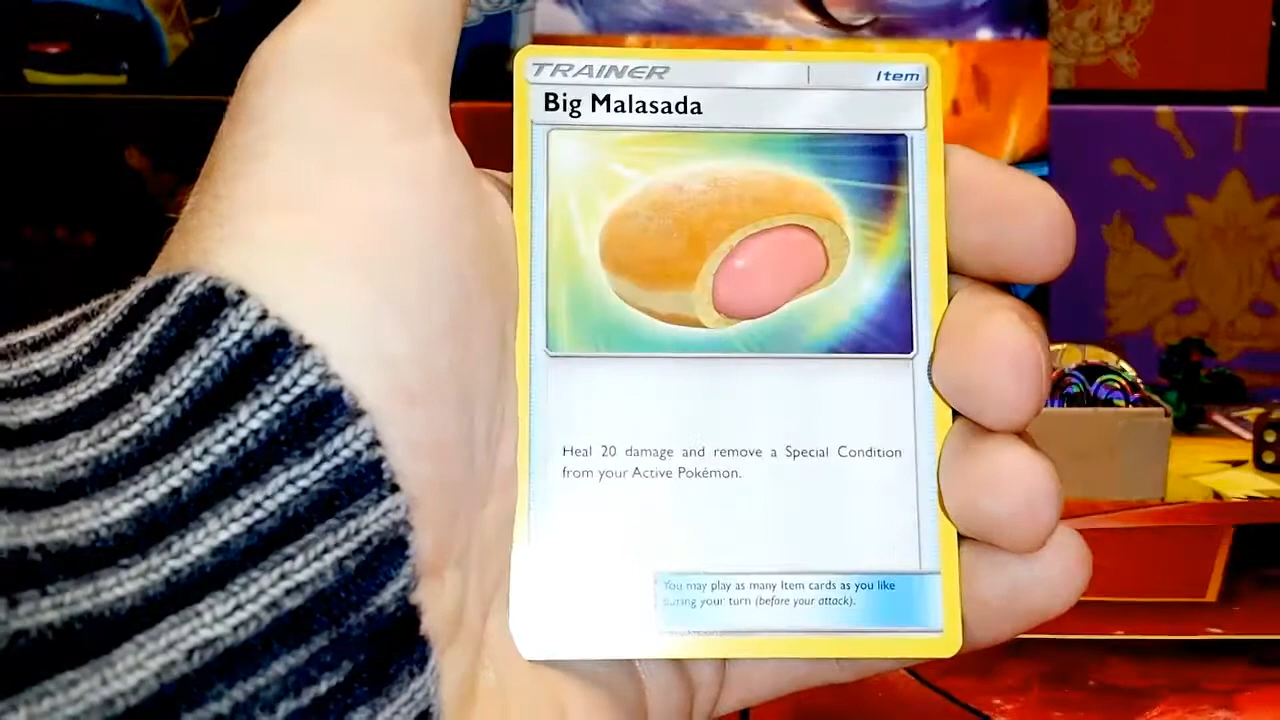 TRAINER
Item
Big Malasada
Heal 20 damage and remove a Special Condition
from your Active Pokémon.
You may play as many Item cards as you like
during your turn (before your attack).